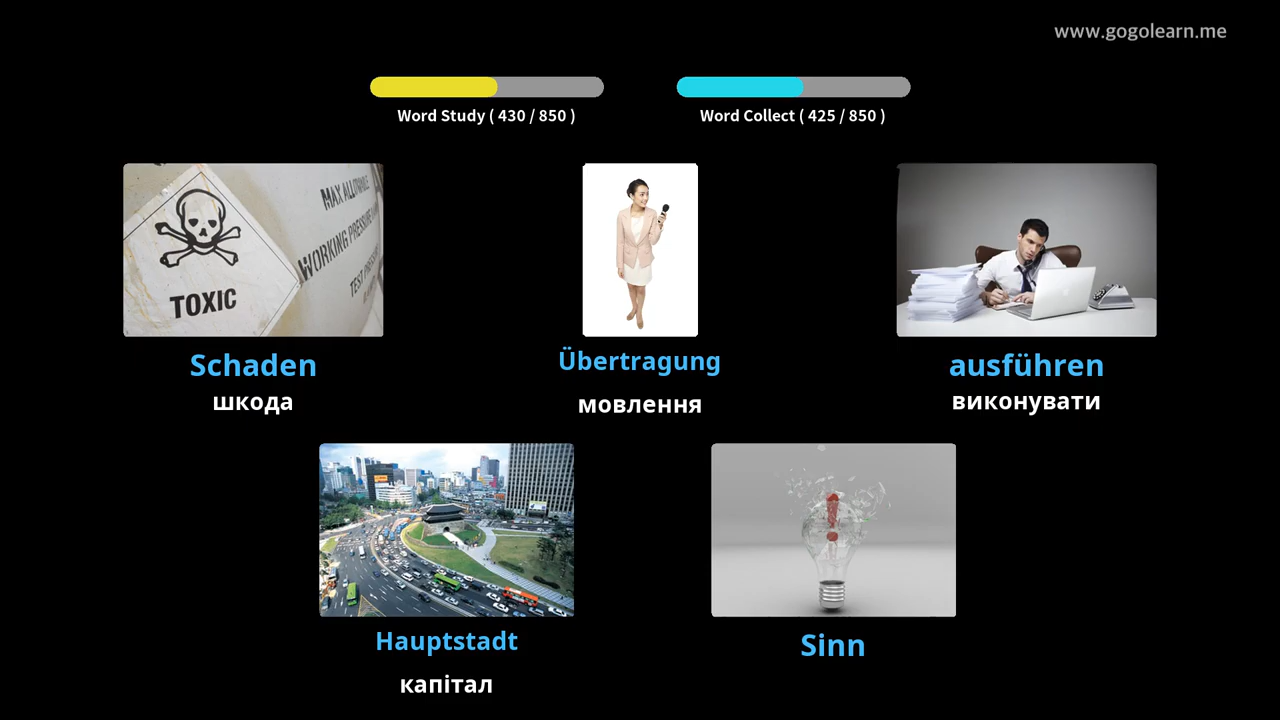 www.gogolearn.me
Word Study ( 430 / 850 )
Word Collect ( 425 / 850 )
MAX ALLOWABLE
WORKING PRESSURE
TEST
TOXIC
Schaden
шкода
Übertragung
мовлення
ausführen
виконувати
Hauptstadt
капітал
Sinn